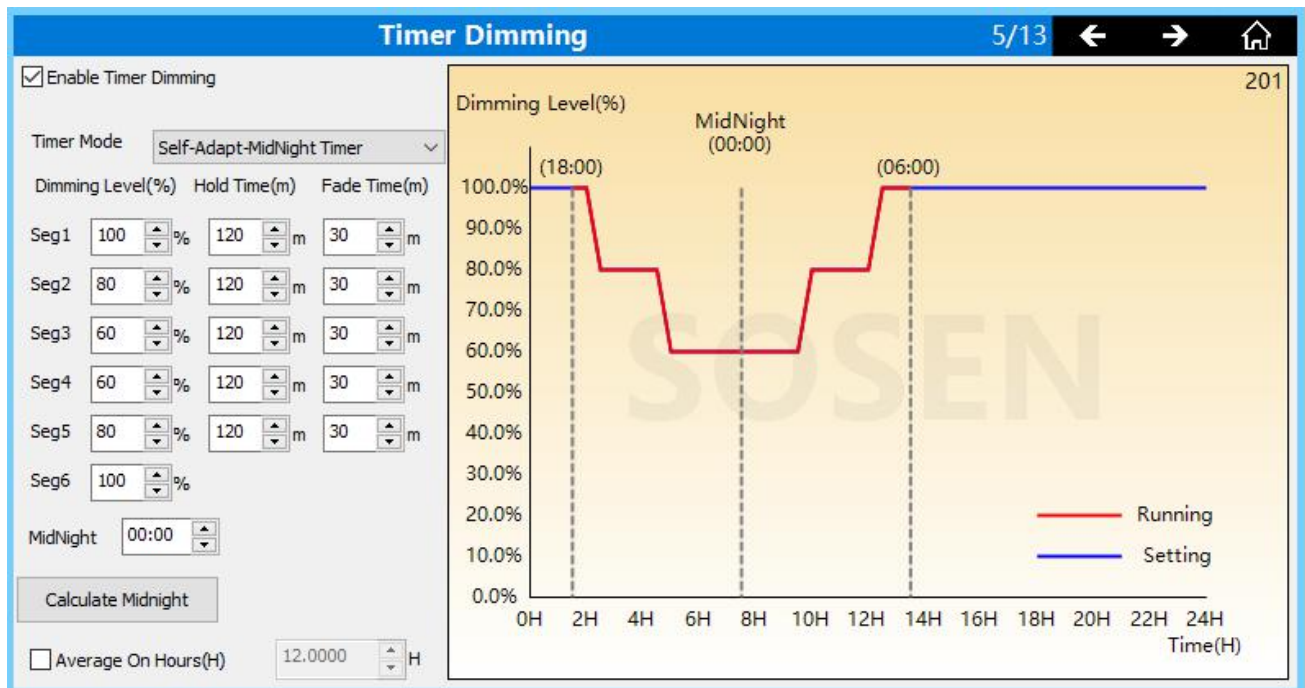 Timer Dimming 5/13
Enable Timer Dimming
Timer Mode Self-Adapt-MidNight Timer
Dimming Level(%) Hold Time(m) Fade Time(m)
Seg1 100 % 120 m 30 m
Seg2 80 % 120 m 30 m
Seg3 60 % 120 m 30 m
Seg4 60 % 120 m 30 m
Seg5 80 % 120 m 30 m
Seg6 100 %
MidNight 00:00
Calculate Midnight
Average On Hours(H) 12.0000 H
201
Dimming Level(%)
MidNight
(00:00)
(18:00) (06:00)
100.0%
90.0%
80.0%
70.0%
60.0%
50.0%
40.0%
30.0%
20.0%
10.0%
0.0%
SOSEN
Running
Setting
0H 2H 4H 6H 8H 10H 12H 14H 16H 18H 20H 22H 24H
Time(H)